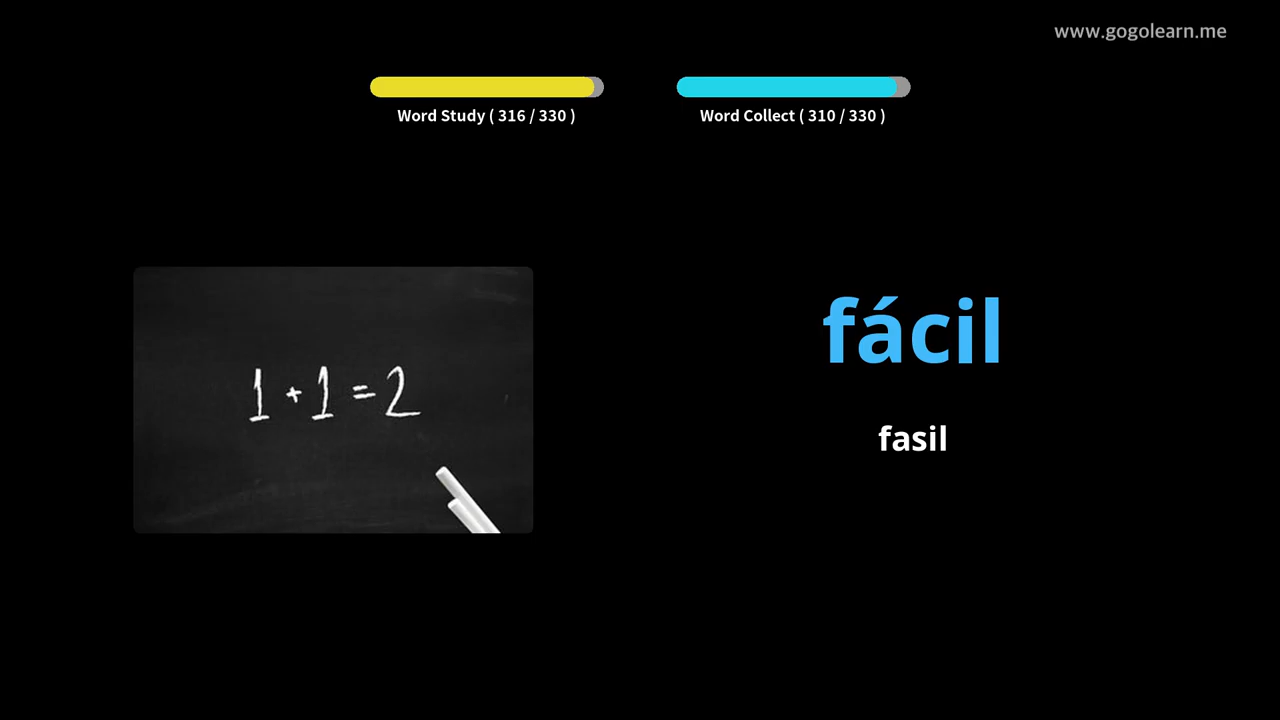 www.gogolearn.me
Word Study ( 316 / 330 )
Word Collect ( 310 / 330 )
1 + 1 = 2
fácil
fasil